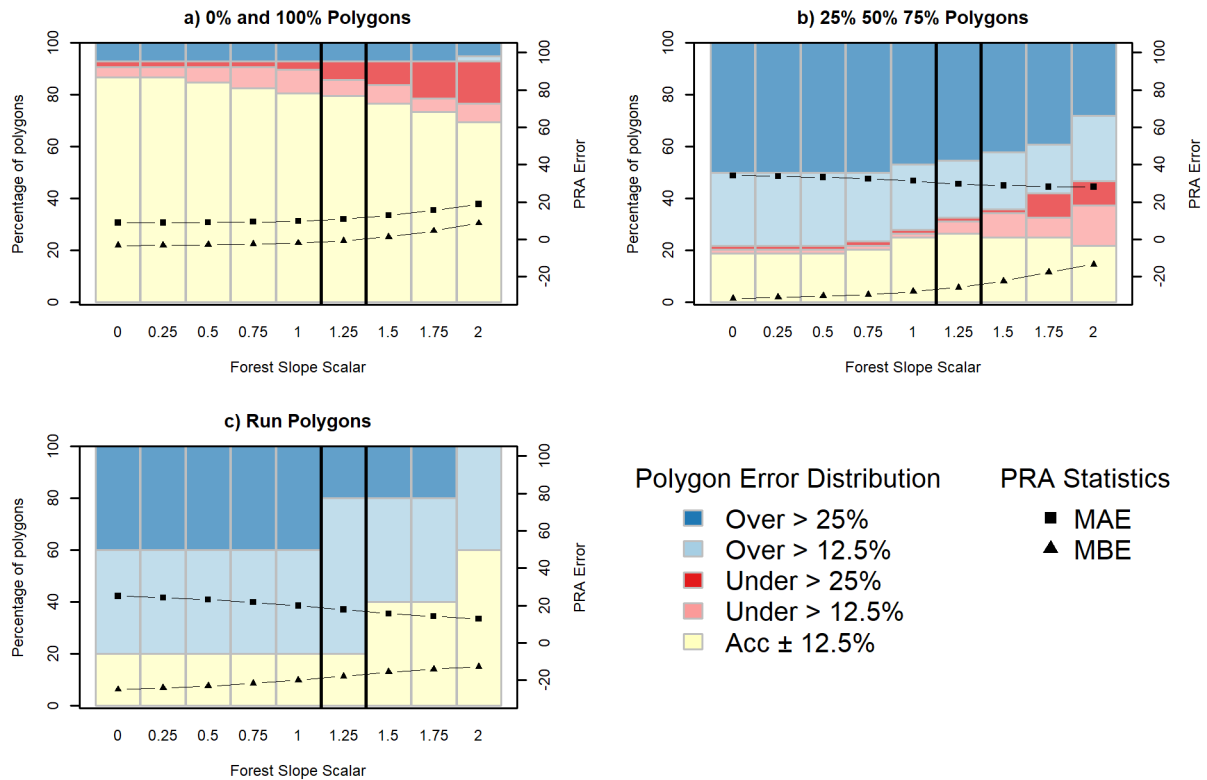 a) 0% and 100% Polygons
Percentage of polygons
100
80
60
40
20
0
100
80
60
40
20
0
-20
PRA Error
0 0.25 0.5 0.75 1 1.25 1.5 1.75 2
Forest Slope Scalar
b) 25% 50% 75% Polygons
Percentage of polygons
100
80
60
40
20
0
100
80
60
40
20
0
-20
PRA Error
0 0.25 0.5 0.75 1 1.25 1.5 1.75 2
Forest Slope Scalar
c) Run Polygons
Percentage of polygons
100
80
60
40
20
0
100
80
60
40
20
0
-20
PRA Error
0 0.25 0.5 0.75 1 1.25 1.5 1.75 2
Forest Slope Scalar
Polygon Error Distribution
Over > 25%
Over > 12.5%
Under > 25%
Under > 12.5%
Acc ± 12.5%
PRA Statistics
MAE
MBE